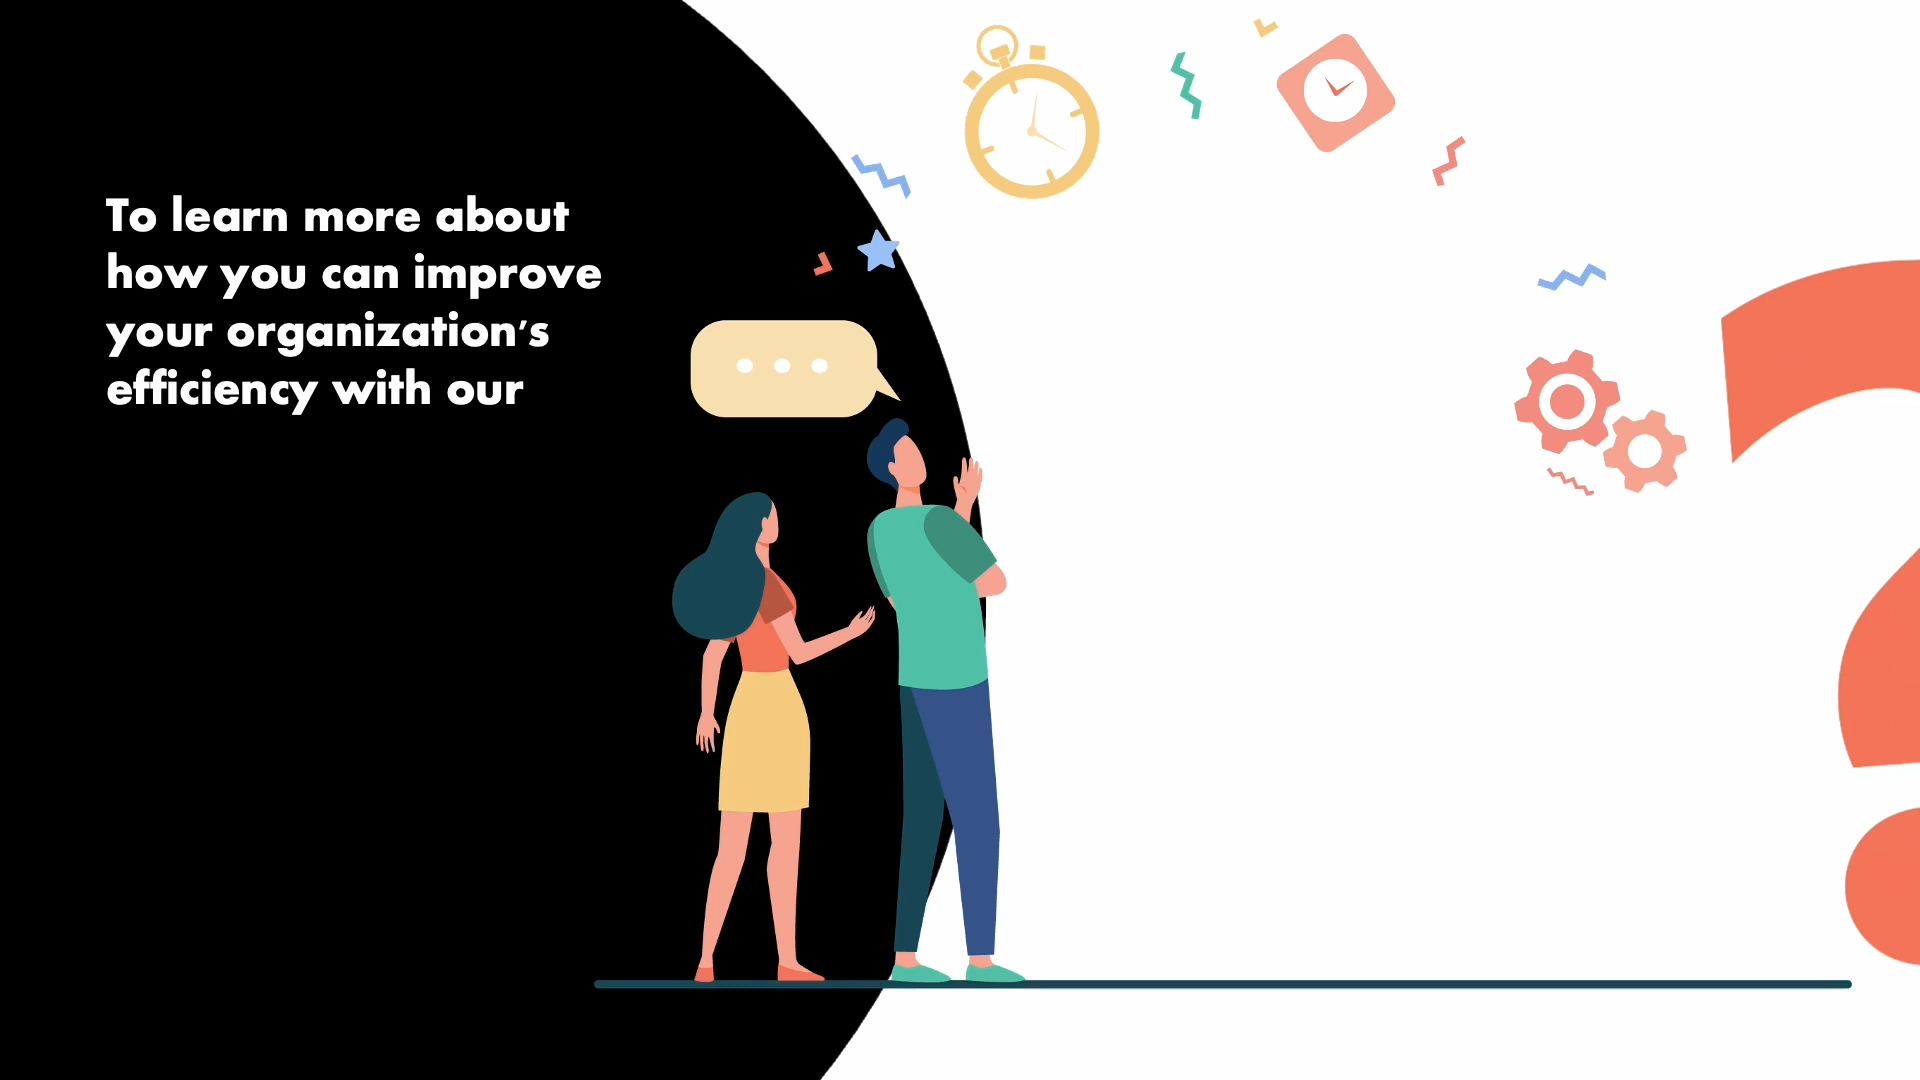 To learn more about
how you can improve
your organization's
efficiency with our